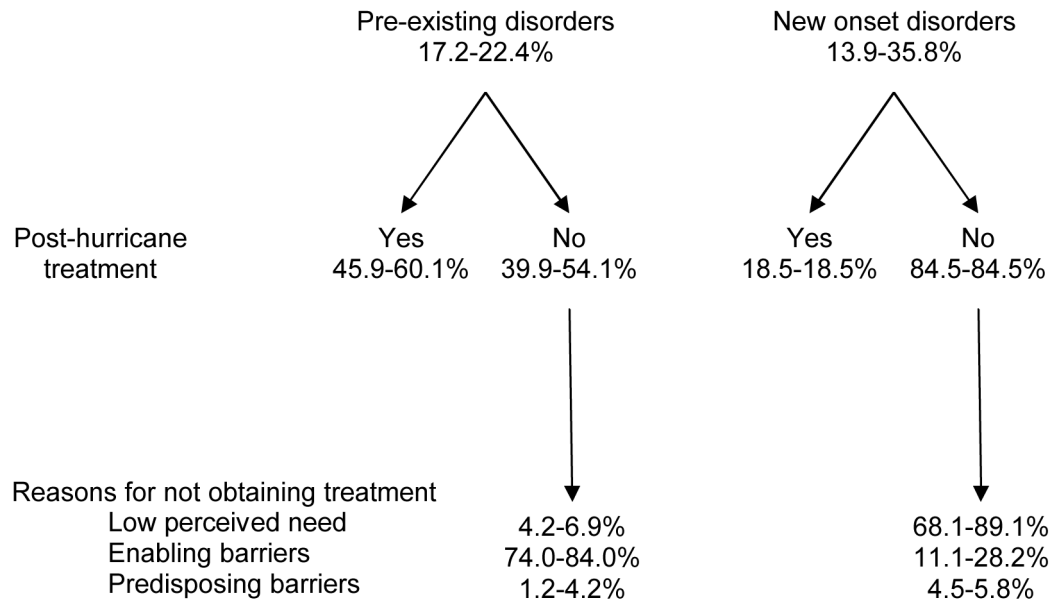 Pre-existing disorders
17.2-22.4%
New onset disorders
13.9-35.8%
Post-hurricane
treatment
Yes
45.9-60.1%
No
39.9-54.1%
Yes
18.5-18.5%
No
84.5-84.5%
Reasons for not obtaining treatment
Low perceived need 4.2-6.9% 68.1-89.1%
Enabling barriers 74.0-84.0% 11.1-28.2%
Predisposing barriers 1.2-4.2% 4.5-5.8%